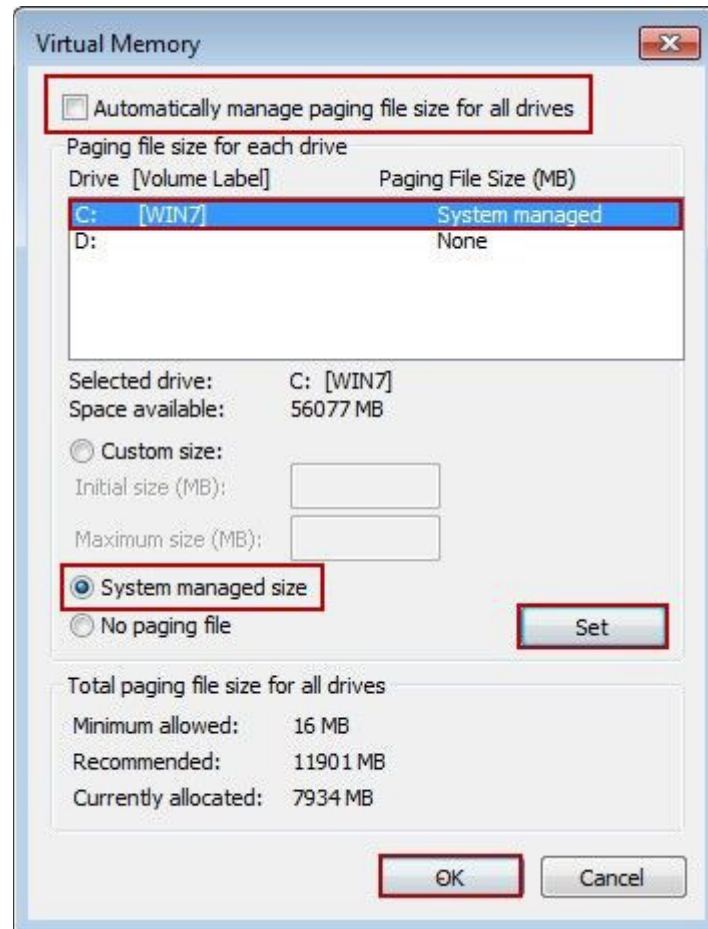 Virtual Memory
Automatically manage paging file size for all drives
Paging file size for each drive
Drive [Volume Label] Paging File Size (MB)
C: [WIN7] System managed
D: None
Selected drive: C: [WIN7]
Space available: 56077 MB
Custom size:
Initial size (MB):
Maximum size (MB):
System managed size
No paging file
Set
Total paging file size for all drives
Minimum allowed: 16 MB
Recommended: 11901 MB
Currently allocated: 7934 MB
OK Cancel